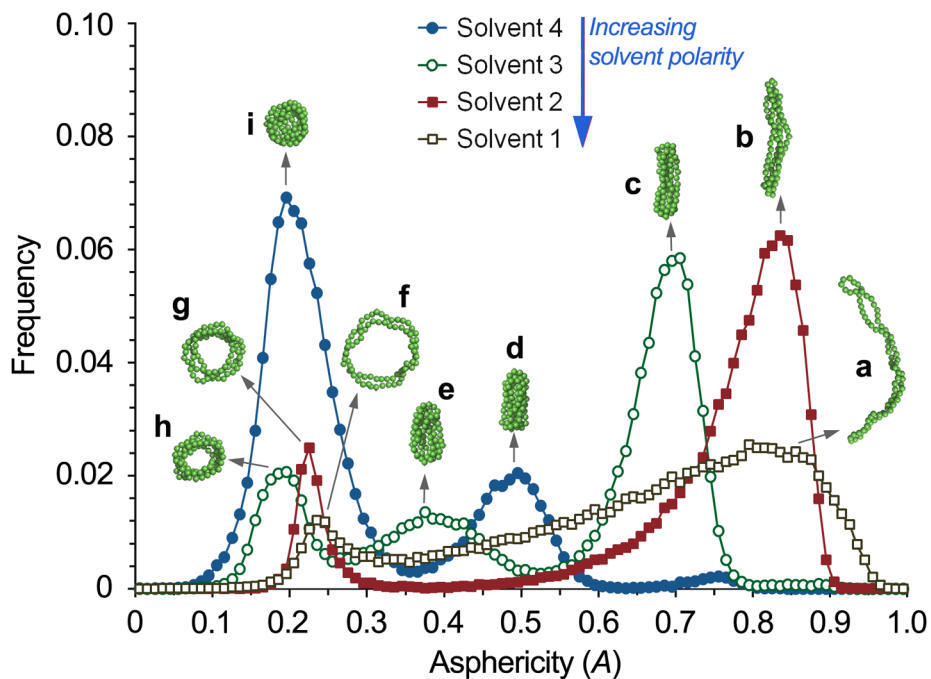 0.10
0.08
0.06
0.04
0.02
0
Frequency
Solvent 4
Solvent 3
Solvent 2
Solvent 1
Increasing
solvent polarity
i
b
c
g
f
a
d
e
h
0
0.1
0.2
0.3
0.4
0.5
0.6
0.7
0.8
0.9
1.0
Asphericity (A)